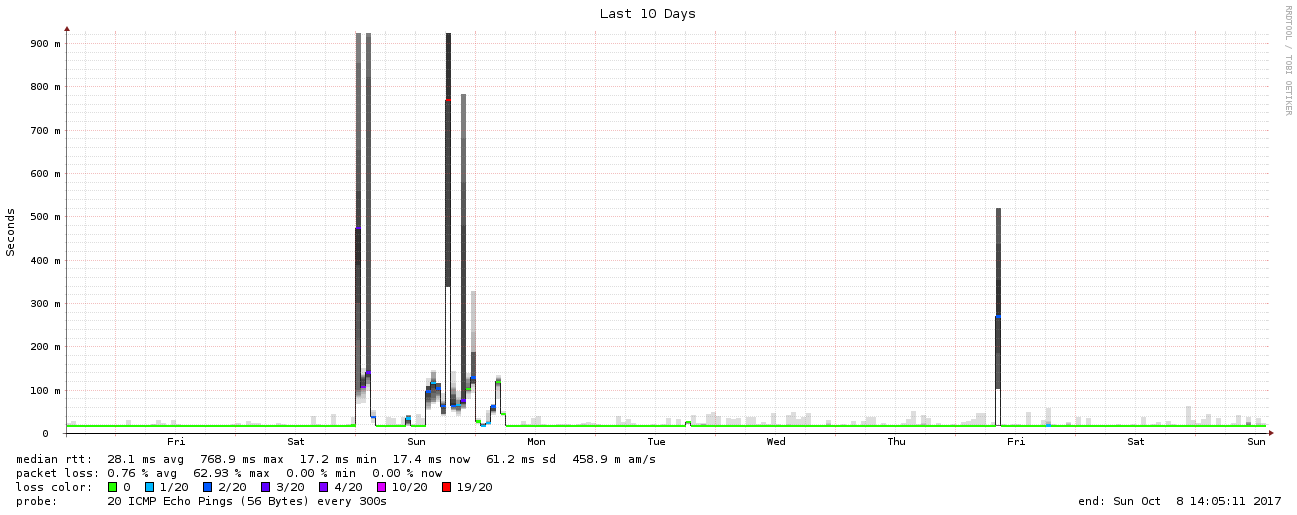 Last 10 Days
RRDTOOL / TOBI OETIKER
Seconds
900 m
800 m
700 m
600 m
500 m
400 m
300 m
200 m
100 m
0
Fri Sat Sun Mon Tue Wed Thu Fri Sat Sun
median rtt: 28.1 ms avg 768.9 ms max 17.2 ms min 17.4 ms now 61.2 ms sd 458.9 m am/s
packet loss: 0.76 % avg 62.93 % max 0.00 % min 0.00 % now
loss color: 0 1/20 2/20 3/20 4/20 10/20 19/20
probe: 20 ICMP Echo Pings (56 Bytes) every 300s end: Sun Oct 8 14:05:11 2017